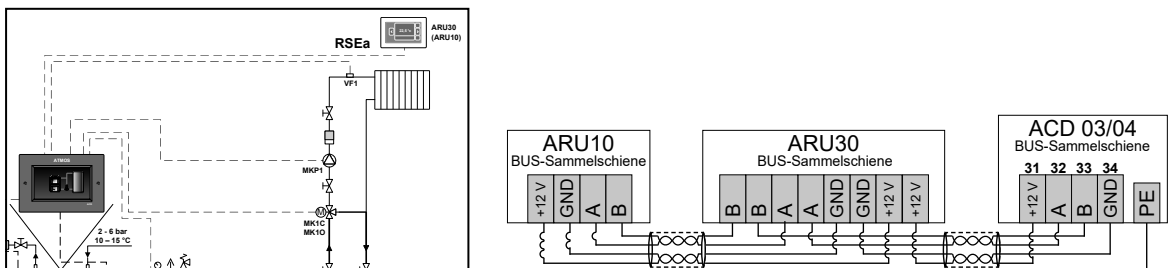 ARU30
(ARU10)
RSEa
VF1
ATMOS
MKP1
M
MK1C
MK1O
2 - 6 bar
10 – 15 °C
ARU10
BUS-Sammelschiene
+12 V GND A B
ARU30
BUS-Sammelschiene
B B A A GND GND +12 V +12 V
ACD 03/04
BUS-Sammelschiene
31 32 33 34
+12 V A B GND PE